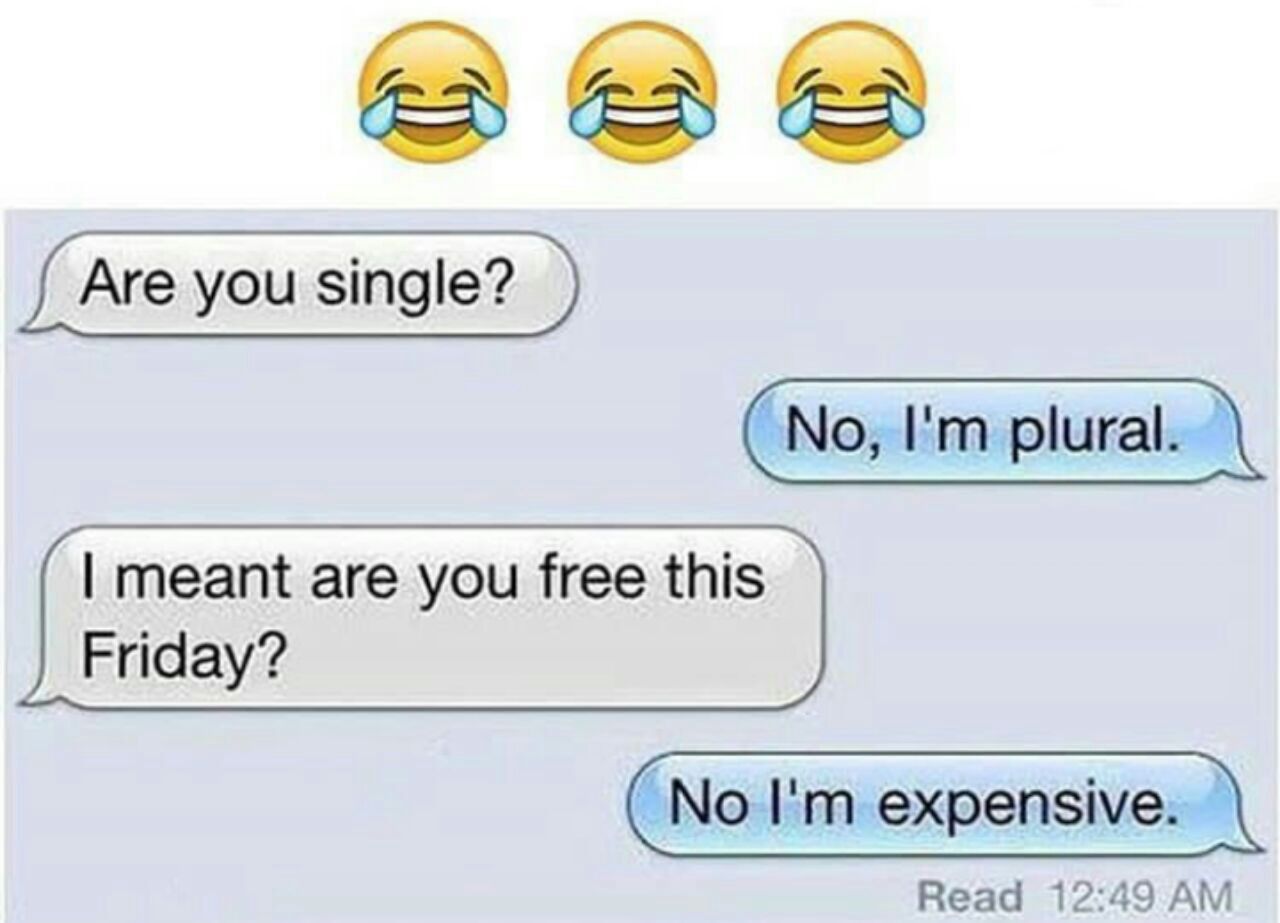 Are you single?
No, I'm plural.
I meant are you free this
Friday?
No I'm expensive.
Read 12:49 AM